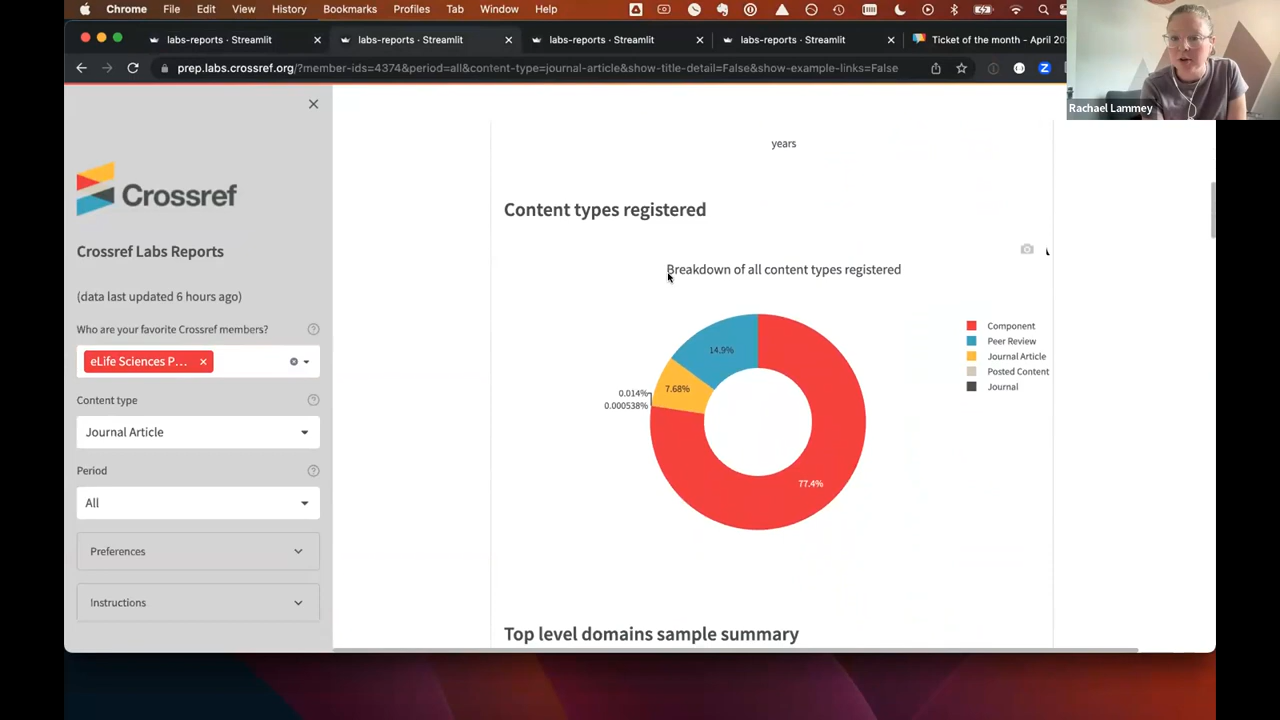 Chrome File Edit View History Bookmarks Profiles Tab Window Help
labs-reports · Streamlit
labs-reports · Streamlit
labs-reports · Streamlit
labs-reports · Streamlit
Ticket of the month - April 20
prep.labs.crossref.org/?member-ids=4374&period=all&content-type=journal-article&show-title-detail=False&show-example-links=False
Rachael Lammey
Crossref
Crossref Labs Reports
(data last updated 6 hours ago)
Who are your favorite Crossref members?
eLife Sciences P...
Content type
Journal Article
Period
All
Preferences
Instructions
years
Content types registered
Breakdown of all content types registered
14.9%
7.68%
0.014%
0.000538%
77.4%
Component
Peer Review
Journal Article
Posted Content
Journal
Top level domains sample summary